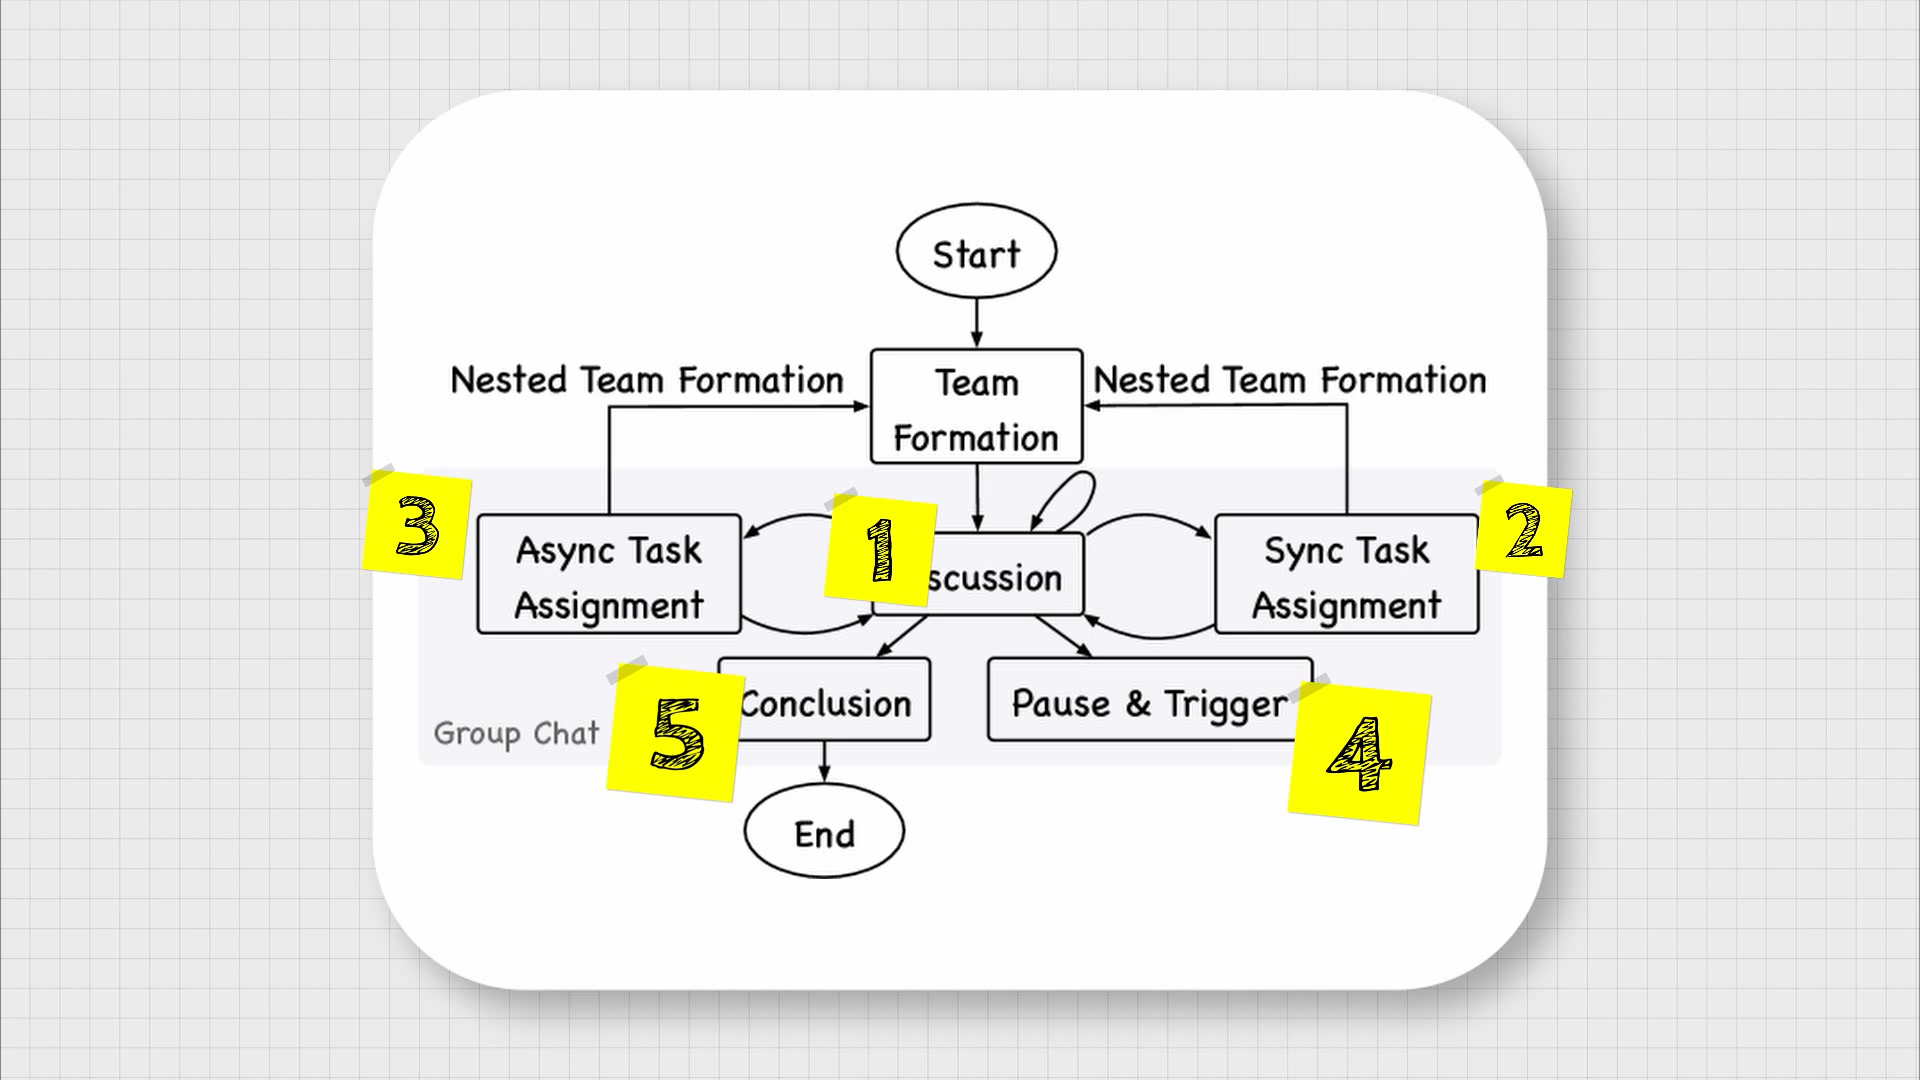 Start
Nested Team Formation
Team
Formation
Nested Team Formation
3
Async Task
Assignment
1
scussion
Sync Task
Assignment
2
Group Chat
5
Conclusion
Pause & Trigger
4
End